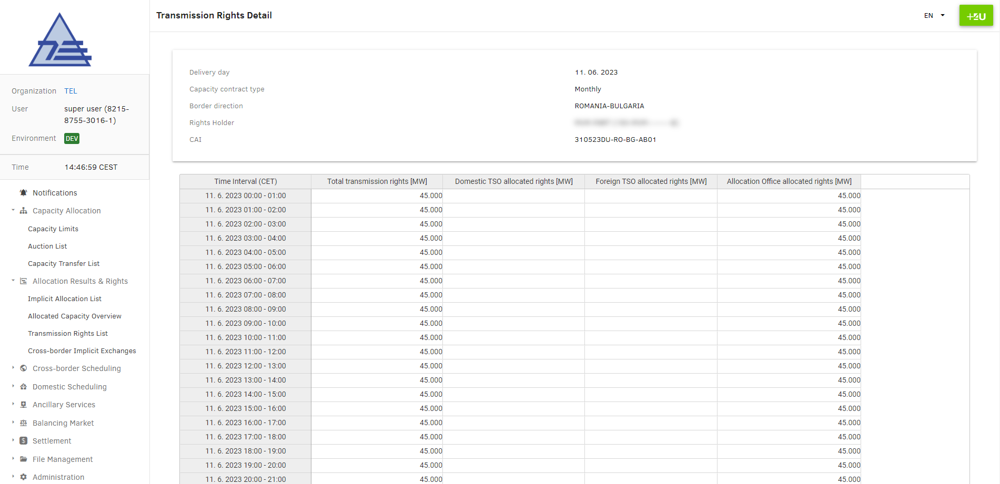 Transmission Rights Detail
EN
+4U
Organization TEL
User super user (8215-
8755-3016-1)
Environment DEV
Time 14:46:59 CEST
Notifications
Capacity Allocation
Capacity Limits
Auction List
Capacity Transfer List
Allocation Results & Rights
Implicit Allocation List
Allocated Capacity Overview
Transmission Rights List
Cross-border Implicit Exchanges
Cross-border Scheduling
Domestic Scheduling
Ancillary Services
Balancing Market
Settlement
File Management
Administration
Delivery day 11. 06. 2023
Capacity contract type Monthly
Border direction ROMANIA-BULGARIA
Rights Holder
CAI 310523DU-RO-BG-AB01
Time Interval (CET) Total transmission rights [MW] Domestic TSO allocated rights [MW] Foreign TSO allocated rights [MW] Allocation Office allocated rights [MW]
11. 6. 2023 00:00 - 01:00 45.000 45.000
11. 6. 2023 01:00 - 02:00 45.000 45.000
11. 6. 2023 02:00 - 03:00 45.000 45.000
11. 6. 2023 03:00 - 04:00 45.000 45.000
11. 6. 2023 04:00 - 05:00 45.000 45.000
11. 6. 2023 05:00 - 06:00 45.000 45.000
11. 6. 2023 06:00 - 07:00 45.000 45.000
11. 6. 2023 07:00 - 08:00 45.000 45.000
11. 6. 2023 08:00 - 09:00 45.000 45.000
11. 6. 2023 09:00 - 10:00 45.000 45.000
11. 6. 2023 10:00 - 11:00 45.000 45.000
11. 6. 2023 11:00 - 12:00 45.000 45.000
11. 6. 2023 12:00 - 13:00 45.000 45.000
11. 6. 2023 13:00 - 14:00 45.000 45.000
11. 6. 2023 14:00 - 15:00 45.000 45.000
11. 6. 2023 15:00 - 16:00 45.000 45.000
11. 6. 2023 16:00 - 17:00 45.000 45.000
11. 6. 2023 17:00 - 18:00 45.000 45.000
11. 6. 2023 18:00 - 19:00 45.000 45.000
11. 6. 2023 19:00 - 20:00 45.000 45.000
11. 6. 2023 20:00 - 21:00 45.000 45.000